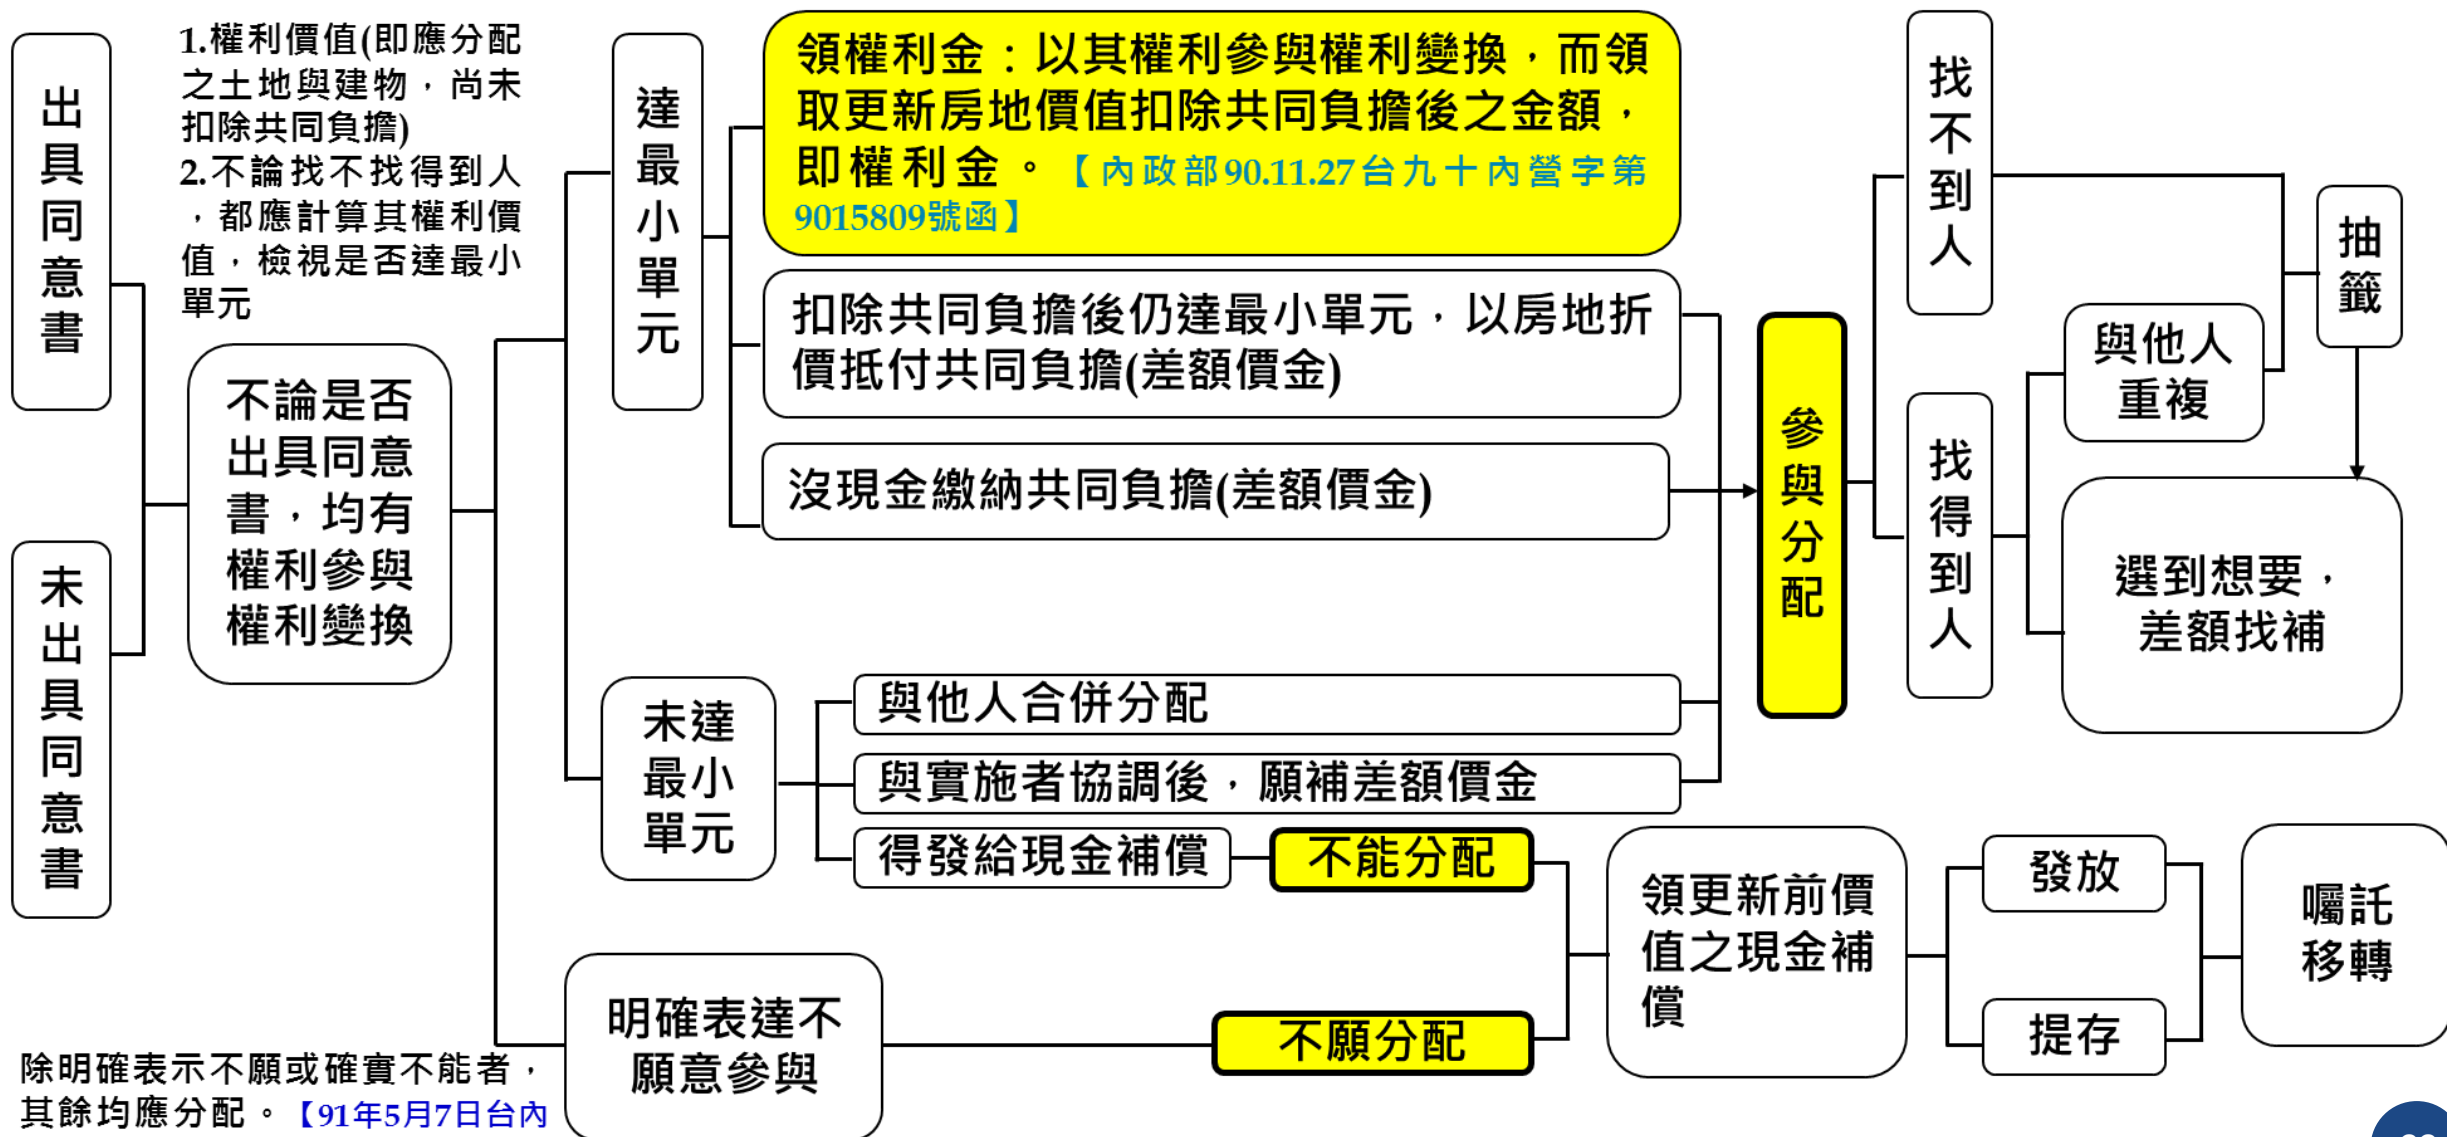 出
具
同
意
書
未
出
具
同
意
書
1.權利價值(即應分配
之土地與建物，尚未
扣除共同負擔)
2.不論找不找得到人
，都應計算其權利價
值，檢視是否達最小
單元
不論是否
出具同意
書，均有
權利參與
權利變換
達
最
小
單
元
領權利金：以其權利參與權利變換，而領
取更新房地價值扣除共同負擔後之金額，
即權利金。【內政部90.11.27台九十內營字第
9015809號函】
扣除共同負擔後仍達最小單元，以房地折
價抵付共同負擔(差額價金)
沒現金繳納共同負擔(差額價金)
未達
最小
單元
與他人合併分配
與實施者協調後，願補差額價金
得發給現金補償
不能分配
明確表達不
願意參與
不願分配
參
與
分
配
找
不
到
人
找
得
到
人
與他人
重複
抽
籤
選到想要，
差額找補
領更新前價
值之現金補
償
發放
提存
囑託
移轉
除明確表示不願或確實不能者，
其餘均應分配。【91年5月7日台內